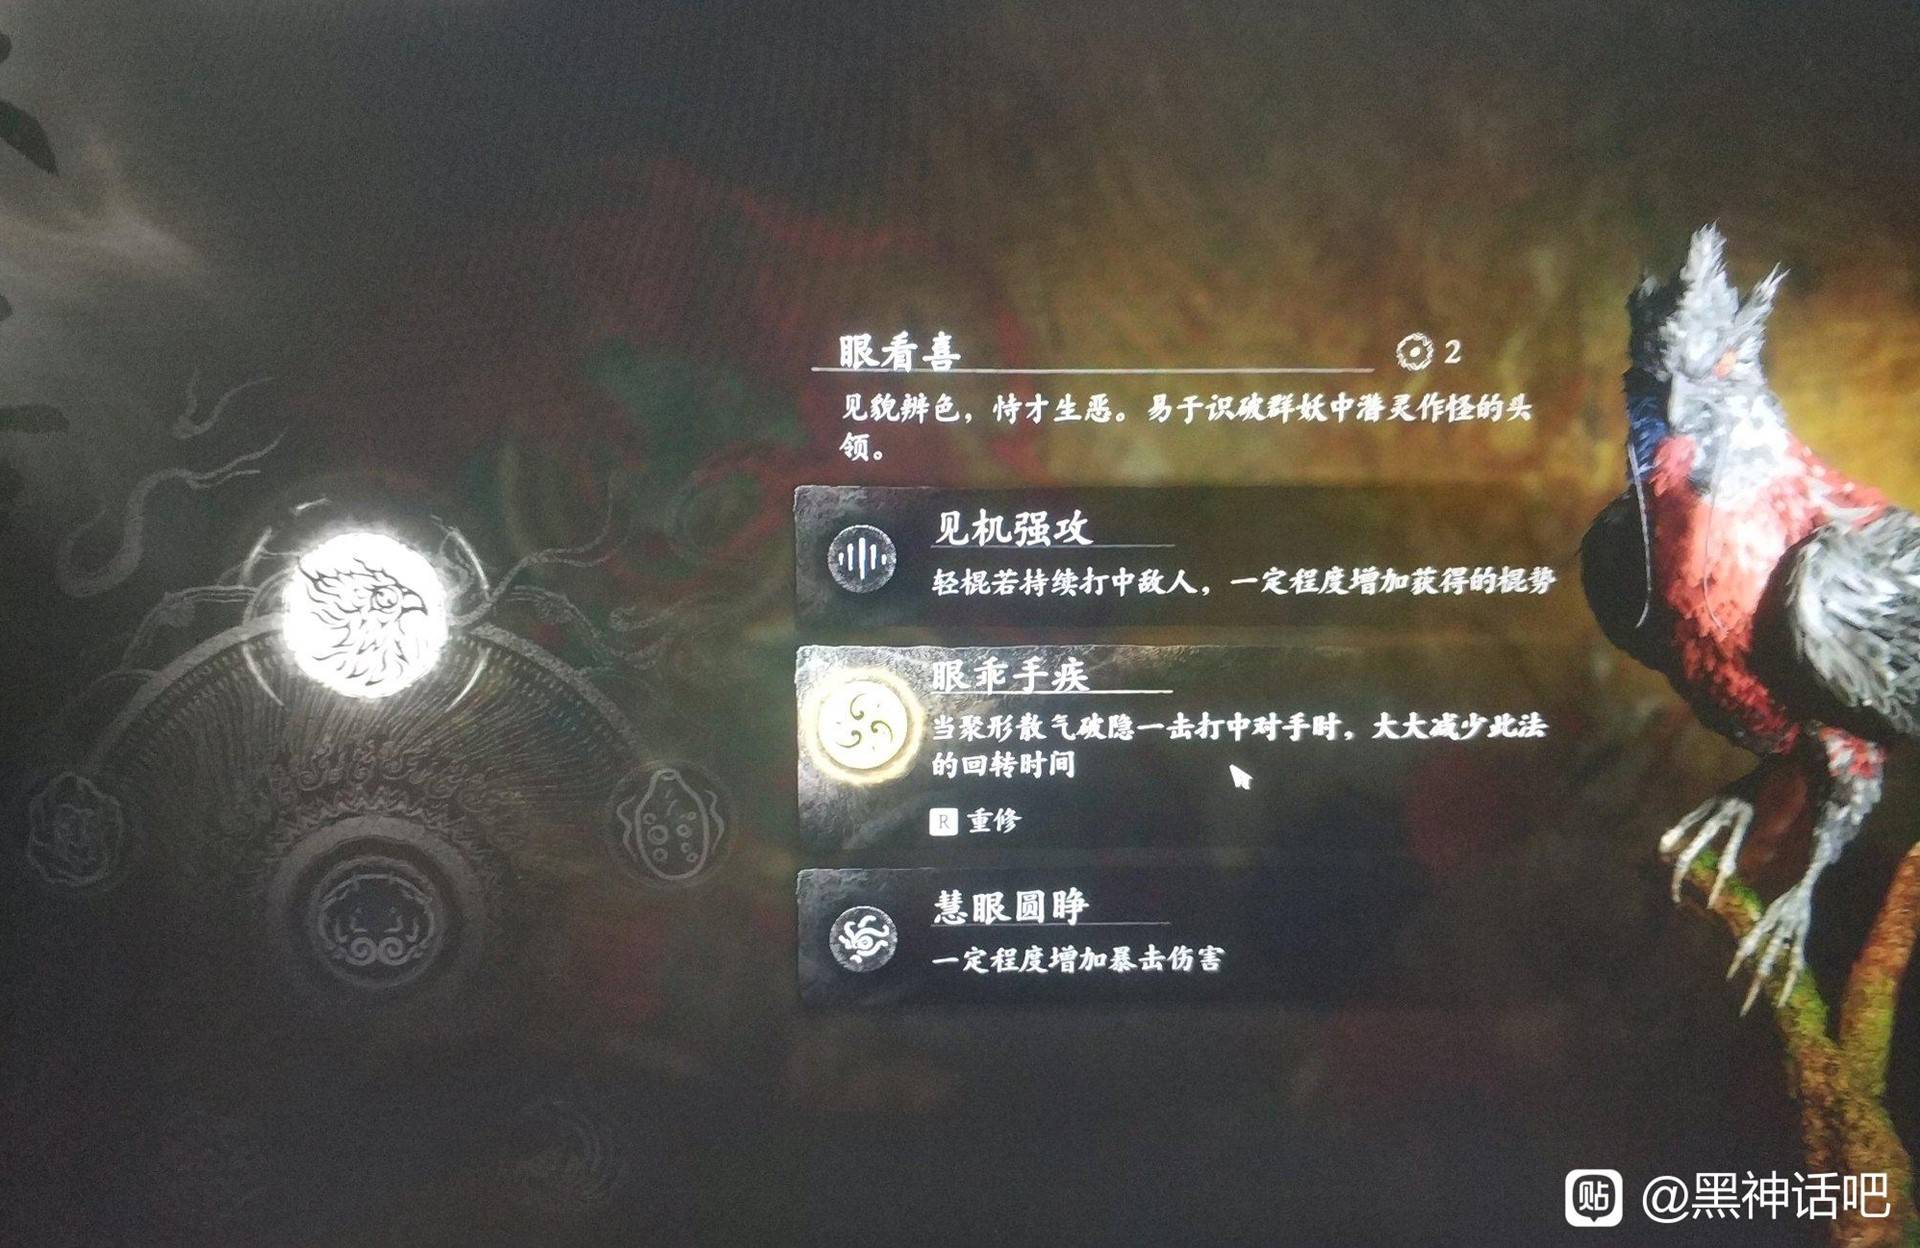 眼看喜
2
见貌辨色，恃才生恶。易于识破群妖中潜灵作怪的头
领。
见机强攻
轻棍若持续打中敌人，一定程度增加获得的棍势
眼乖手疾
当聚形散气破隐一击打中对手时，大大减少此法
的回转时间
R 重修
慧眼圆睁
一定程度增加暴击伤害
贴 @黑神话吧